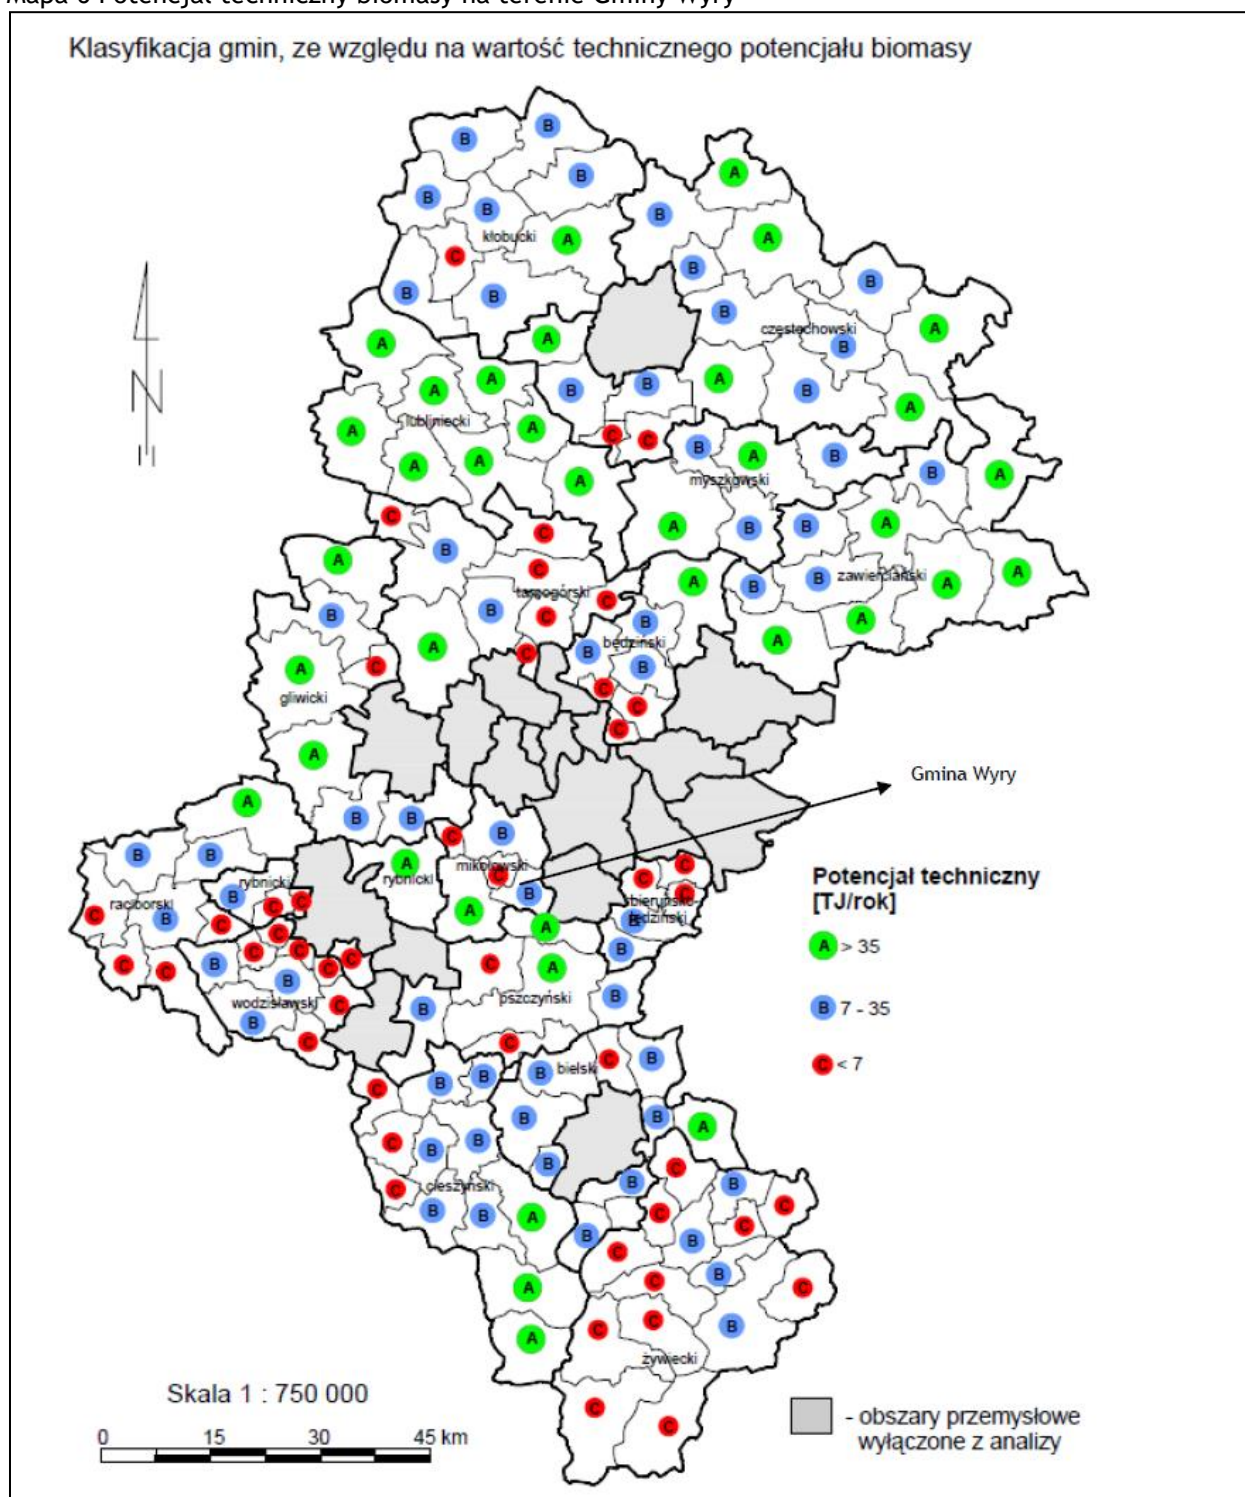 Mapa 6 Potencjał techniczny biomasy na terenie Gminy Wyry
Klasyfikacja gmin, ze względu na wartość technicznego potencjału biomasy
B
B
A
B
B
B
B
kłobucki
A
A
C
B
B
B
B
B
A
A
częstochowski
B
A
A
A
B
B
A
B
A
A
lubliniecki
A
A
C
C
B
A
B
A
A
myszkowski
A
B
A
C
A
B
B
A
C
B
A
C
B
zawierciański
A
A
A
B
B
tarnogórski
C
B
C
B
A
będziński
A
A
B
C
B
A
C
gliwicki
C
C
C
A
Gmina Wyry
A
B
B
C
B
B
B
A
rybnicki
mikołowski
C
C
C
rybnicki
B
B
C
bieruńsko-
lędziński
raciborski
C
B
C
C
C
A
A
B
C
C
C
B
C
C
B
C
C
C
A
B
pszczyński
B
wodzisławski
C
B
B
C
C
bielski
B
C
B
C
B
B
B
B
B
A
C
B
B
B
C
cieszyński
C
B
B
C
B
B
A
C
C
B
B
C
C
B
A
C
C
A
C
C
B
żywiecki
C
C
Potencjał techniczny
[TJ/rok]
A > 35
B 7 - 35
C < 7
Skala 1 : 750 000
0 15 30 45 km
- obszary przemysłowe
wyłączone z analizy